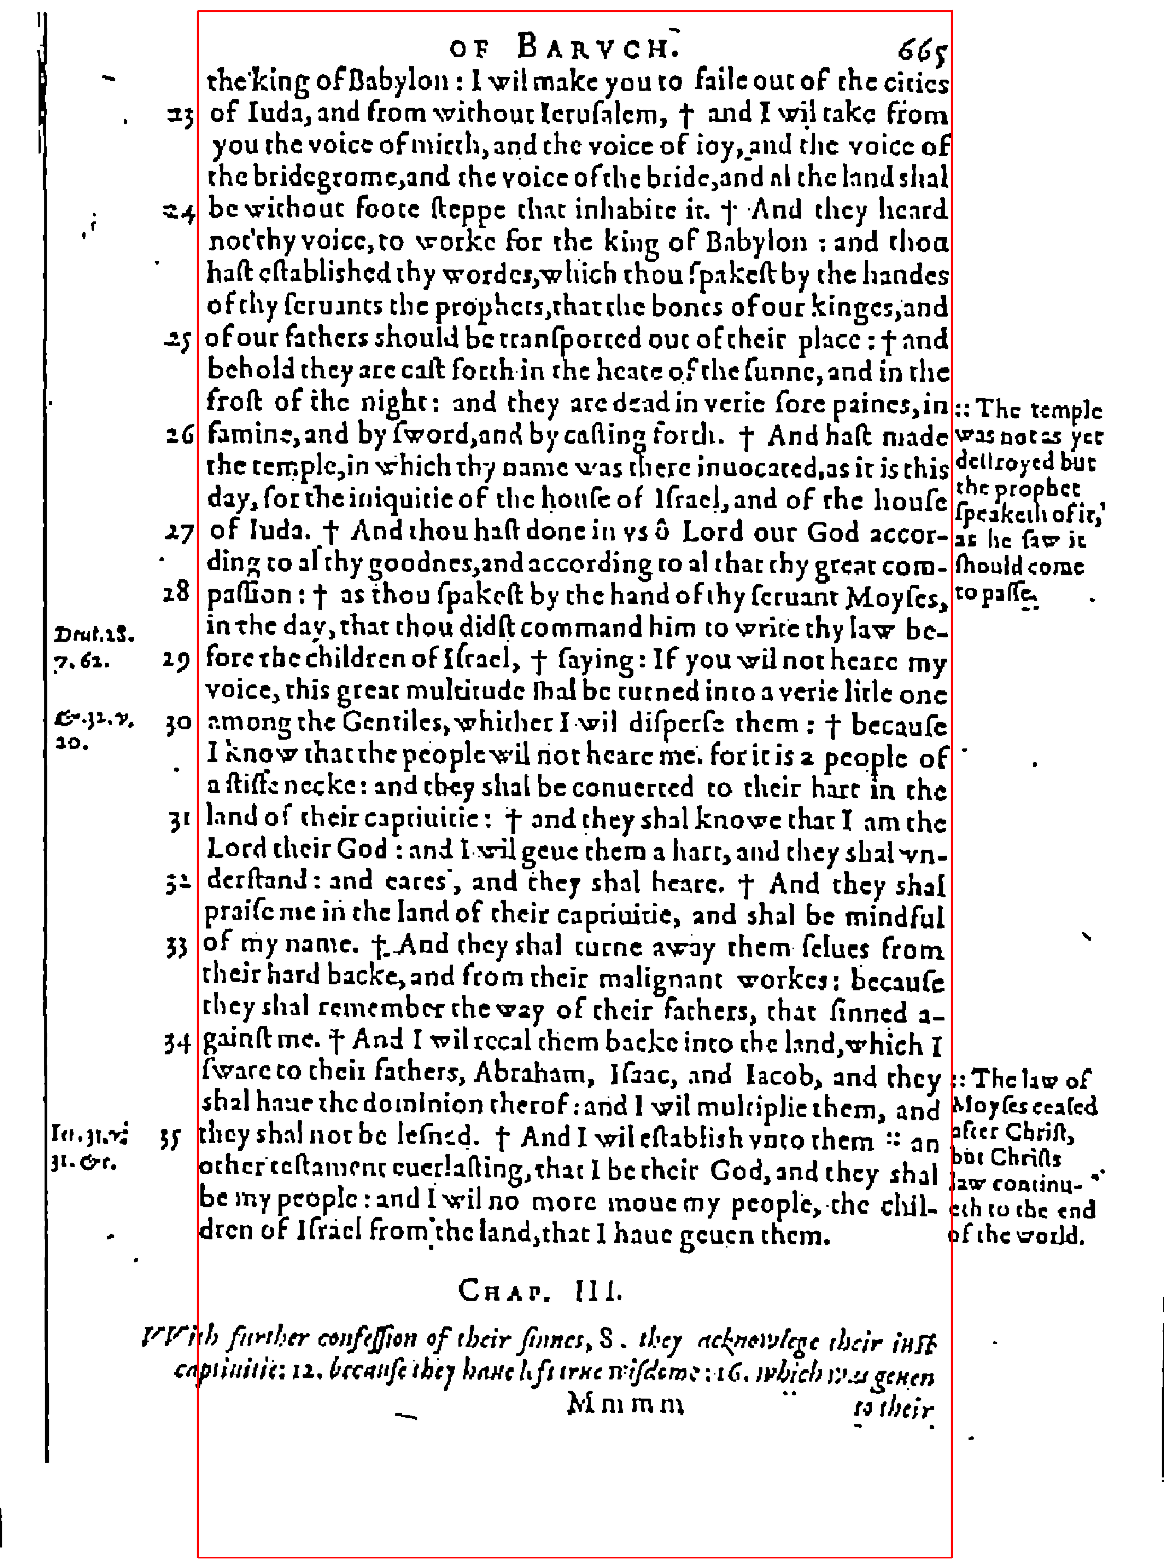 OF BARVCH. 665
the king of Babylon : I wil make you to faile out of the cities
23 of Iuda, and from without Ierusalem, † and I wil take from
you the voice of mirth, and the voice of ioy, and the voice of
the bridegrome, and the voice of the bride, and al the land shal
24 be without foote ſteppe that inhabite it. † And they heard
not thy voice, to worke for the king of Babylon : and thou
haſt eſtabliſhed thy wordes, which thou ſpakeſt by the handes
of thy ſeruants the prophets, that the bones of our kinges, and
25 of our fathers should be tranſported out of their place : † and
behold they are caſt forth in the heate of the ſunne, and in the
froſt of the night : and they are dead in verie ſore paines, in
26 famine, and by ſword, and by caſting forth. † And haſt made
the temple, in which thy name was there inuocated, as it is this
day, for the iniquitie of the houſe of Iſrael, and of the houſe
27 of Iuda. † And thou haſt done in vs ô Lord our God accor-
ding to al thy goodnes, and according to al that thy great com-
28 paſſion : † as thou ſpakeſt by the hand of thy ſeruant Moyſes,
in the day, that thou didſt command him to write thy law be-
29 fore the children of Iſrael, † ſaying : If you wil not heare my
voice, this great multitude ſhal be turned into a verie litle one
30 among the Gentiles, whither I wil diſperſe them : † becauſe
I know that the people wil not heare me. for it is a people of
a ſtiffe necke : and they shal be conuerted to their hart in the
31 land of their captiuitie : † and they shal knowe that I am the
Lord their God : and I wil geue them a hart, and they shal vn-
32 derſtand : and eares, and they shal heare. † And they shal
praiſe me in the land of their captiuitie, and shal be mindful
33 of my name. † And they shal turne away them ſelues from
their hard backe, and from their malignant workes : becauſe
they shal remember the way of their fathers, that ſinned a-
34 gainſt me. † And I wil recal them backe into the land, which I
ſware to their fathers, Abraham, Iſaac, and Iacob, and they
shal haue the dominion therof : and I wil multiplie them, and
35 they shal not be leſned. † And I wil eſtablish vnto them :: an
other teſtament euerlaſting, that I be their God, and they shal
be my people : and I wil no more moue my people, the chil-
dren of Iſrael from the land, that I haue geuen them.
:: The temple
was not as yet
deſtroyed but
the prophet
ſpeaketh of it,
as he ſaw it
ſhould come
to paſſe.
Deut. 28.
7. 62.
&. 32. v.
20.
:: The law of
Moyſes ceaſed
after Chriſt,
but Chriſts
law continu-
eth to the end
of the world.
31. &c.
CHAP. III.
VVith further confeſſion of their ſinnes, 8. they acknowlege their iuſt
captiuitie : 12. becauſe they haue left true wiſdome : 16. which was geuen
Mmmm to their